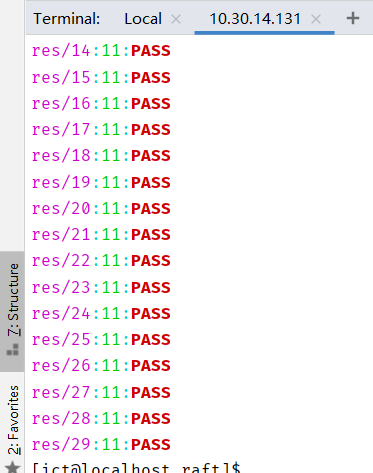 Terminal: Local × 10.30.14.131 × +
res/14:11:PASS
res/15:11:PASS
res/16:11:PASS
res/17:11:PASS
res/18:11:PASS
res/19:11:PASS
res/20:11:PASS
res/21:11:PASS
res/22:11:PASS
res/23:11:PASS
res/24:11:PASS
res/25:11:PASS
res/26:11:PASS
res/27:11:PASS
res/28:11:PASS
res/29:11:PASS
[ict@localhost raft]$
7: Structure
2: Favorites